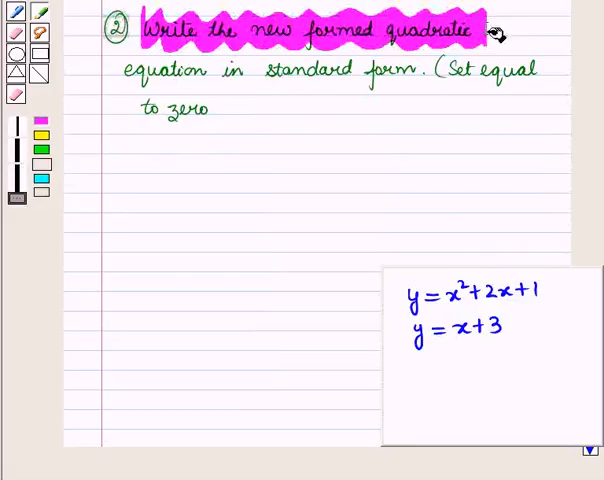 ② Write the new formed quadratic
equation in standard form. (Set equal
to zero
y = x² + 2x + 1
y = x + 3